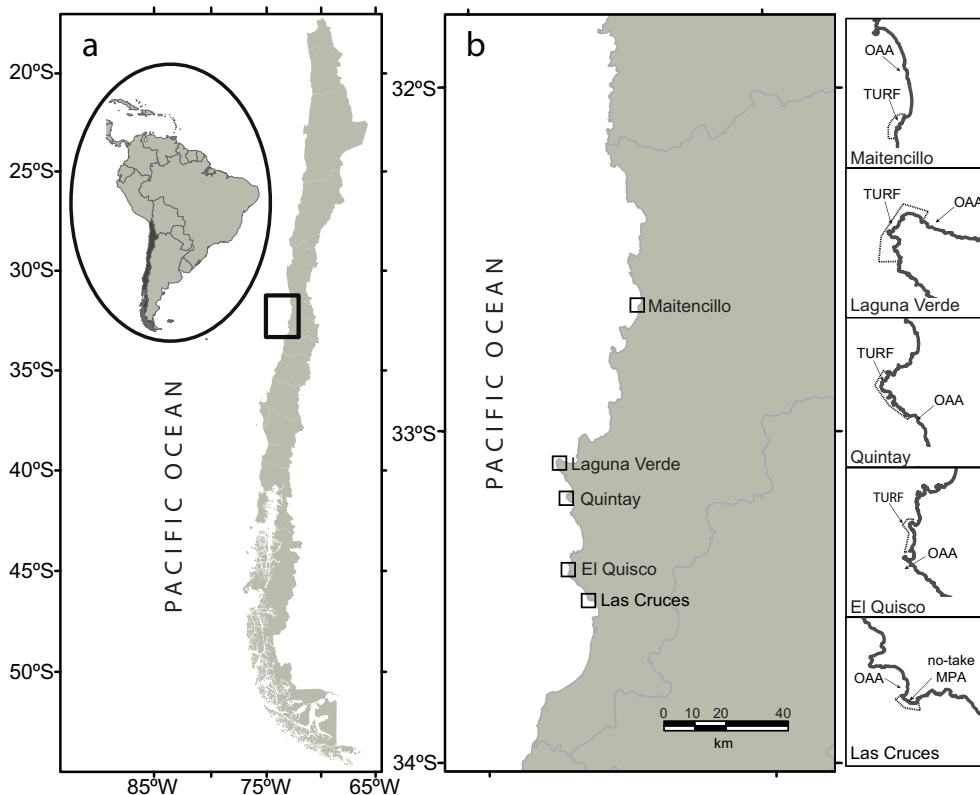 a
20ºS
25ºS
30ºS
35ºS
40ºS
45ºS
50ºS
85ºW
75ºW
65ºW
PACIFIC OCEAN
b
32ºS
33ºS
34ºS
PACIFIC OCEAN
Maitencillo
Laguna Verde
Quintay
El Quisco
Las Cruces
0 10 20 40
km
OAA
TURF
Maitencillo
TURF
OAA
Laguna Verde
TURF
OAA
Quintay
TURF
OAA
El Quisco
no-take
MPA
OAA
Las Cruces